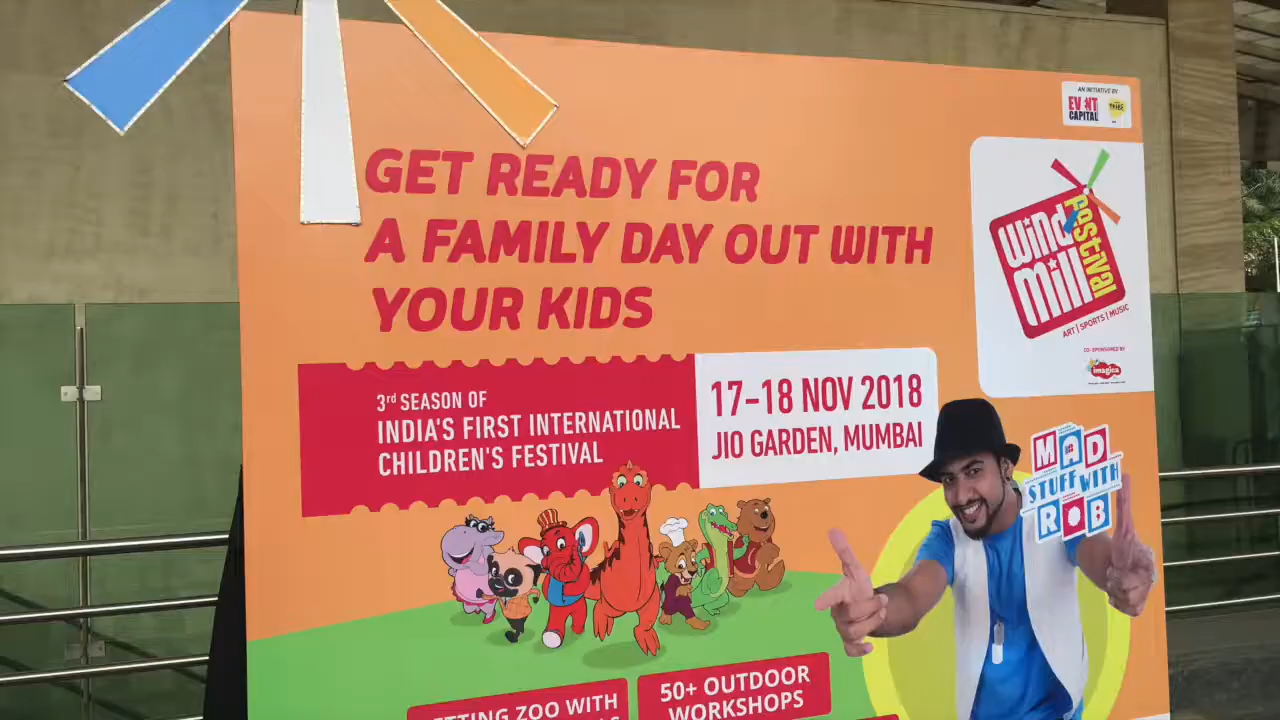 AN INITIATIVE BY
EVENT
CAPITAL
GET READY FOR
A FAMILY DAY OUT WITH
YOUR KIDS
Wind
Mill
Festival
ART | SPORTS | MUSIC
CO-SPONSORED BY
imagica
3rd SEASON OF
INDIA'S FIRST INTERNATIONAL
CHILDREN'S FESTIVAL
17-18 NOV 2018
JIO GARDEN, MUMBAI
MAD
STUFF WITH
ROB
ZOO WITH
50+ OUTDOOR
WORKSHOPS